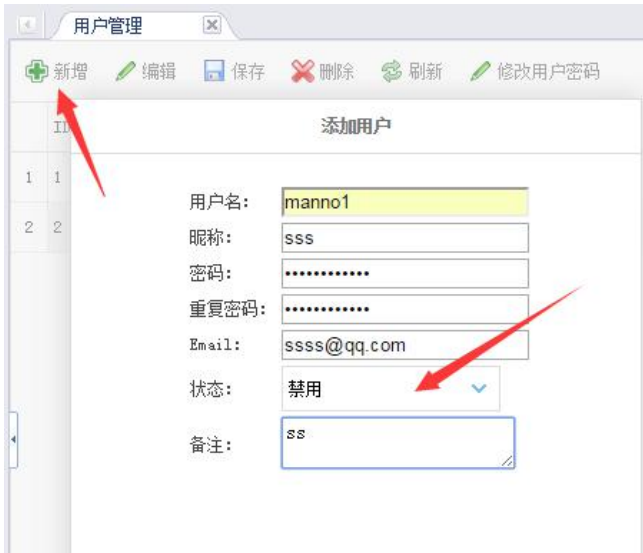 用户管理
新增 编辑 保存 删除 刷新 修改用户密码
ID
添加用户
1 1
2 2
用户名: manno1
昵称: sss
密码: ••••••••••••
重复密码: ••••••••••••
Email: ssss@qq.com
状态: 禁用
备注: ss